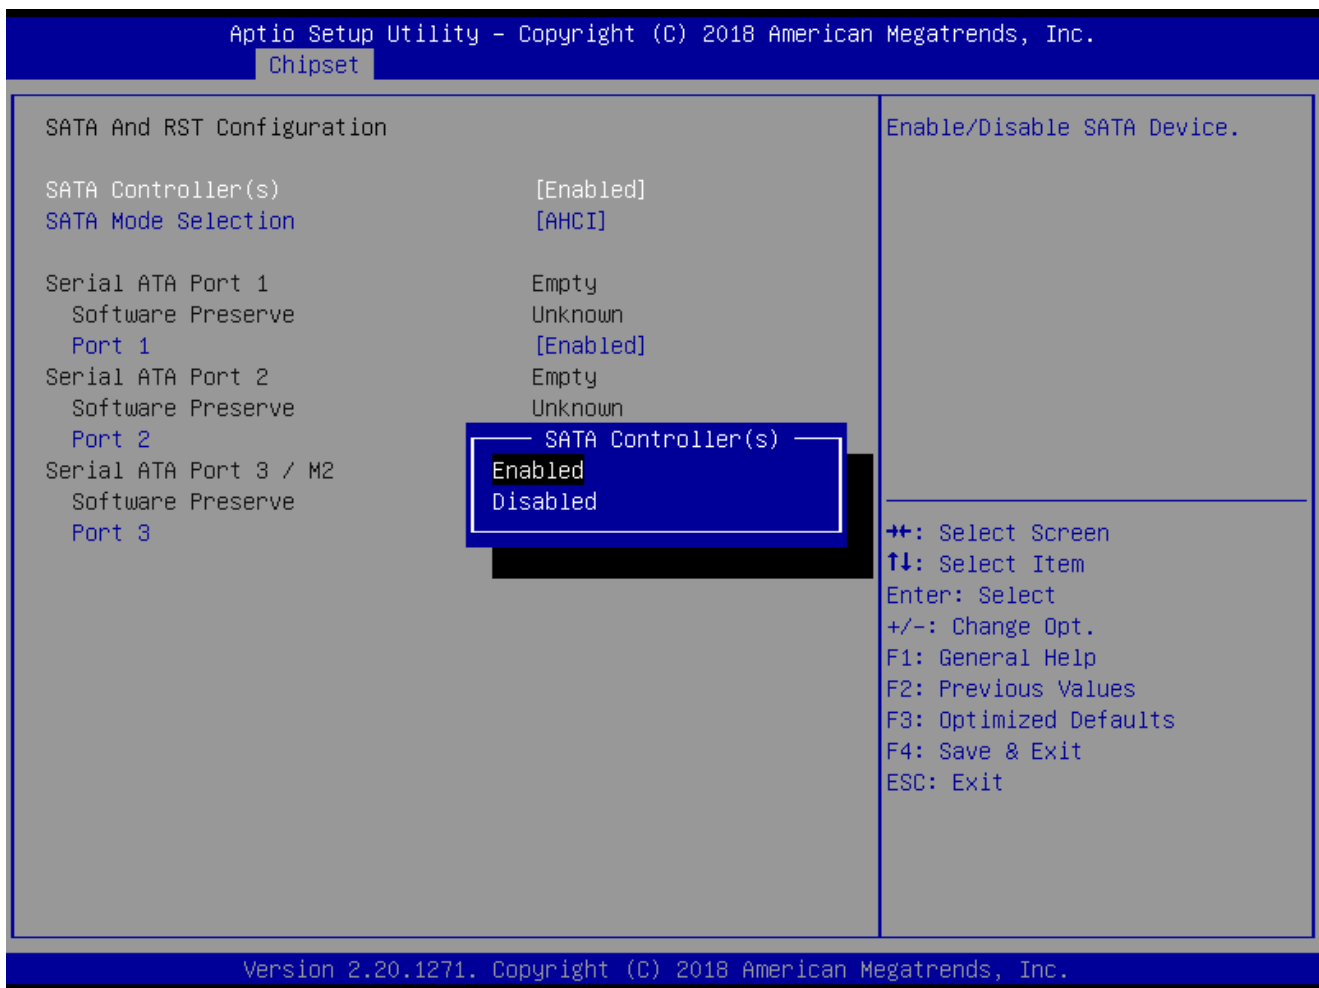 Aptio Setup Utility – Copyright (C) 2018 American Megatrends, Inc.
Chipset
SATA And RST Configuration
SATA Controller(s) [Enabled]
SATA Mode Selection [AHCI]
Serial ATA Port 1 Empty
Software Preserve Unknown
Port 1 [Enabled]
Serial ATA Port 2 Empty
Software Preserve Unknown
Port 2
Serial ATA Port 3 / M2
Software Preserve
Port 3
SATA Controller(s)
Enabled
Disabled
Enable/Disable SATA Device.
→←: Select Screen
↑↓: Select Item
Enter: Select
+/-: Change Opt.
F1: General Help
F2: Previous Values
F3: Optimized Defaults
F4: Save & Exit
ESC: Exit
Version 2.20.1271. Copyright (C) 2018 American Megatrends, Inc.